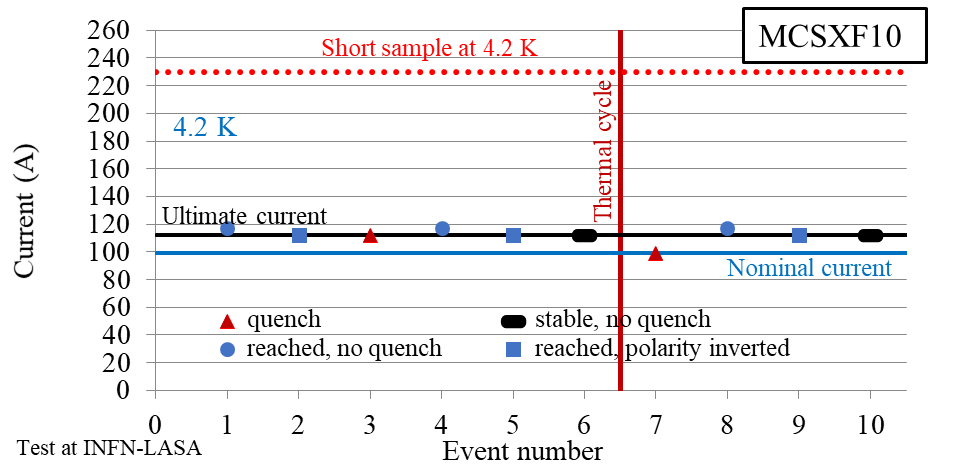 MCSXF10
260
240
220
200
180
160
140
120
100
80
60
40
20
0
Current (A)
Short sample at 4.2 K
4.2 K
Thermal cycle
Ultimate current
Nominal current
quench
stable, no quench
reached, no quench
reached, polarity inverted
0 1 2 3 4 5 6 7 8 9 10
Event number
Test at INFN-LASA